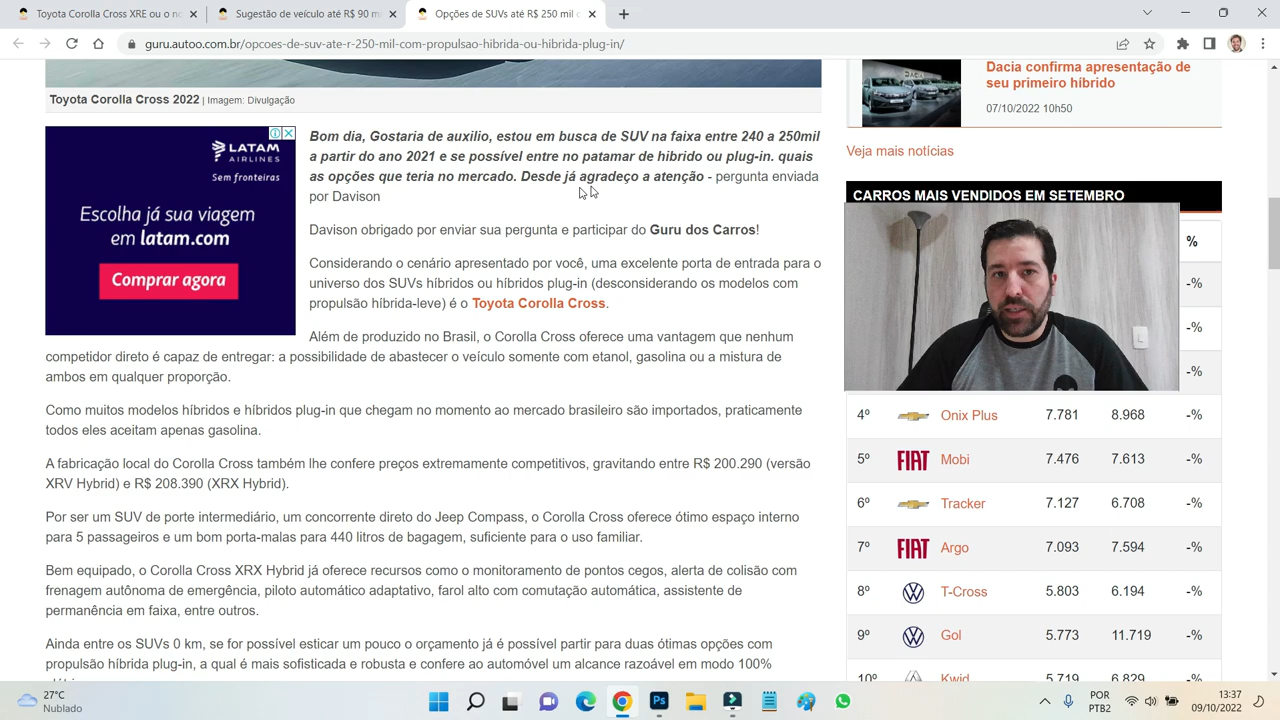 Toyota Corolla Cross XRE ou o no
Sugestão de veículo até R$ 90 mi
Opções de SUVs até R$ 250 mil c
guru.autoo.com.br/opcoes-de-suv-ate-r-250-mil-com-propulsao-hibrida-ou-hibrida-plug-in/
Toyota Corolla Cross 2022 | Imagem: Divulgação
LATAM
AIRLINES
Sem fronteiras
Escolha já sua viagem
em latam.com
Comprar agora
Bom dia, Gostaria de auxilio, estou em busca de SUV na faixa entre 240 a 250mil
a partir do ano 2021 e se possível entre no patamar de hibrido ou plug-in. quais
as opções que teria no mercado. Desde já agradeço a atenção - pergunta enviada
por Davison
Davison obrigado por enviar sua pergunta e participar do Guru dos Carros!
Considerando o cenário apresentado por você, uma excelente porta de entrada para o
universo dos SUVs híbridos ou híbridos plug-in (desconsiderando os modelos com
propulsão híbrida-leve) é o Toyota Corolla Cross.
Além de produzido no Brasil, o Corolla Cross oferece uma vantagem que nenhum
competidor direto é capaz de entregar: a possibilidade de abastecer o veículo somente com etanol, gasolina ou a mistura de
ambos em qualquer proporção.
Como muitos modelos híbridos e híbridos plug-in que chegam no momento ao mercado brasileiro são importados, praticamente
todos eles aceitam apenas gasolina.
A fabricação local do Corolla Cross também lhe confere preços extremamente competitivos, gravitando entre R$ 200.290 (versão
XRV Hybrid) e R$ 208.390 (XRX Hybrid).
Por ser um SUV de porte intermediário, um concorrente direto do Jeep Compass, o Corolla Cross oferece ótimo espaço interno
para 5 passageiros e um bom porta-malas para 440 litros de bagagem, suficiente para o uso familiar.
Bem equipado, o Corolla Cross XRX Hybrid já oferece recursos como o monitoramento de pontos cegos, alerta de colisão com
frenagem autônoma de emergência, piloto automático adaptativo, farol alto com comutação automática, assistente de
permanência em faixa, entre outros.
Ainda entre os SUVs 0 km, se for possível esticar um pouco o orçamento já é possível partir para duas ótimas opções com
propulsão híbrida plug-in, a qual é mais sofisticada e robusta e confere ao automóvel um alcance razoável em modo 100%
DACIA
Dacia confirma apresentação de
seu primeiro híbrido
07/10/2022 10h50
Veja mais notícias
CARROS MAIS VENDIDOS EM SETEMBRO
%
-%
-%
-%
4º Onix Plus 7.781 8.968 -%
5º FIAT Mobi 7.476 7.613 -%
6º Tracker 7.127 6.708 -%
7º FIAT Argo 7.093 7.594 -%
8º T-Cross 5.803 6.194 -%
9º Gol 5.773 11.719 -%
10º Kwid 5.719 6.829 -%
27°C
Nublado
Ps
POR
PTB2
13:37
09/10/2022